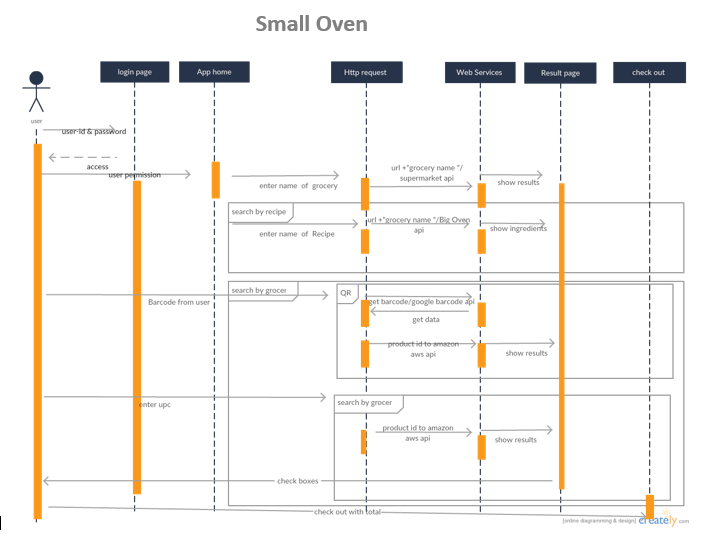 Small Oven
login page
App home
Http request
Web Services
Result page
check out
user
user-id & password
access
user permission
enter name of grocery
url +"grocery name "/
supermarket api
show results
search by recipe
enter name of Recipe
url +"grocery name "/Big Oven
api
show ingredients
search by grocer
QR
Barcode from user
get barcode/google barcode api
get data
product id to amazon
aws api
show results
enter upc
search by grocer
product id to amazon
aws api
show results
check boxes
check out with total
[online diagramming & design] creately.com